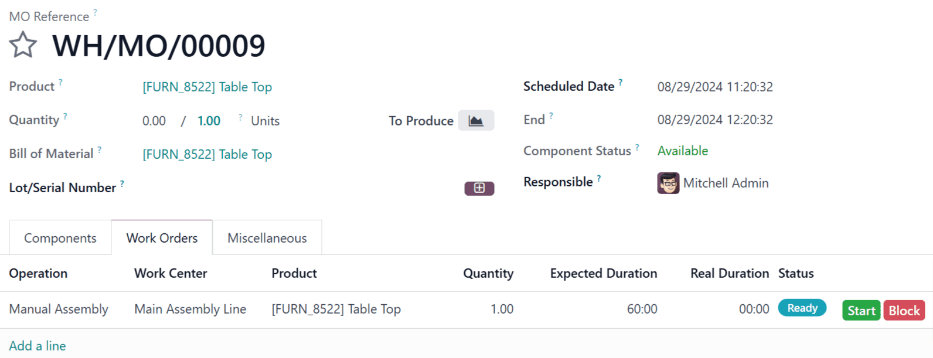 MO Reference ?
WH/MO/00009
Product ? [FURN_8522] Table Top Scheduled Date ? 08/29/2024 11:20:32
Quantity ? 0.00 / 1.00 ? Units To Produce End ? 08/29/2024 12:20:32
Bill of Material ? [FURN_8522] Table Top Component Status ? Available
Lot/Serial Number ? Responsible ? Mitchell Admin
Components Work Orders Miscellaneous
Operation Work Center Product Quantity Expected Duration Real Duration Status
Manual Assembly Main Assembly Line [FURN_8522] Table Top 1.00 60:00 00:00 Ready Start Block
Add a line